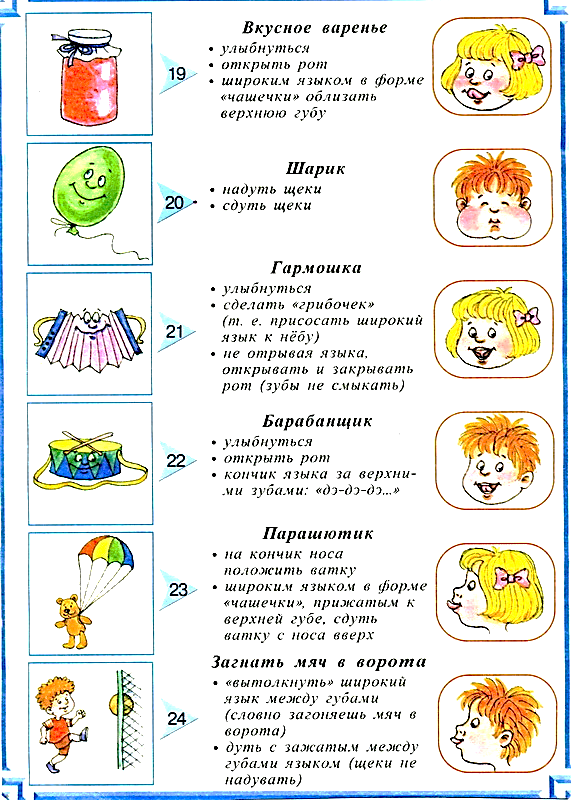 Вкусное варенье
19
• улыбнуться
• открыть рот
• широким языком в форме
«чашечки» облизать
верхнюю губу
Шарик
20
• надуть щеки
• сдуть щеки
Гармошка
21
• улыбнуться
• сделать «грибочек»
(т. е. присосать широкий
язык к нёбу)
• не отрывая языка,
открывать и закрывать
рот (зубы не смыкать)
Барабанщик
22
• улыбнуться
• открыть рот
• кончик языка за верхни-
ми зубами: «дэ-дэ-дэ...»
Парашютик
23
• на кончик носа
положить ватку
• широким языком в форме
«чашечки», прижатым к
верхней губе, сдуть
ватку с носа вверх
Загнать мяч в ворота
24
• «вытолкнуть» широкий
язык между губами
(словно загоняешь мяч в
ворота)
• дуть с зажатым между
губами языком (щеки не
надувать)